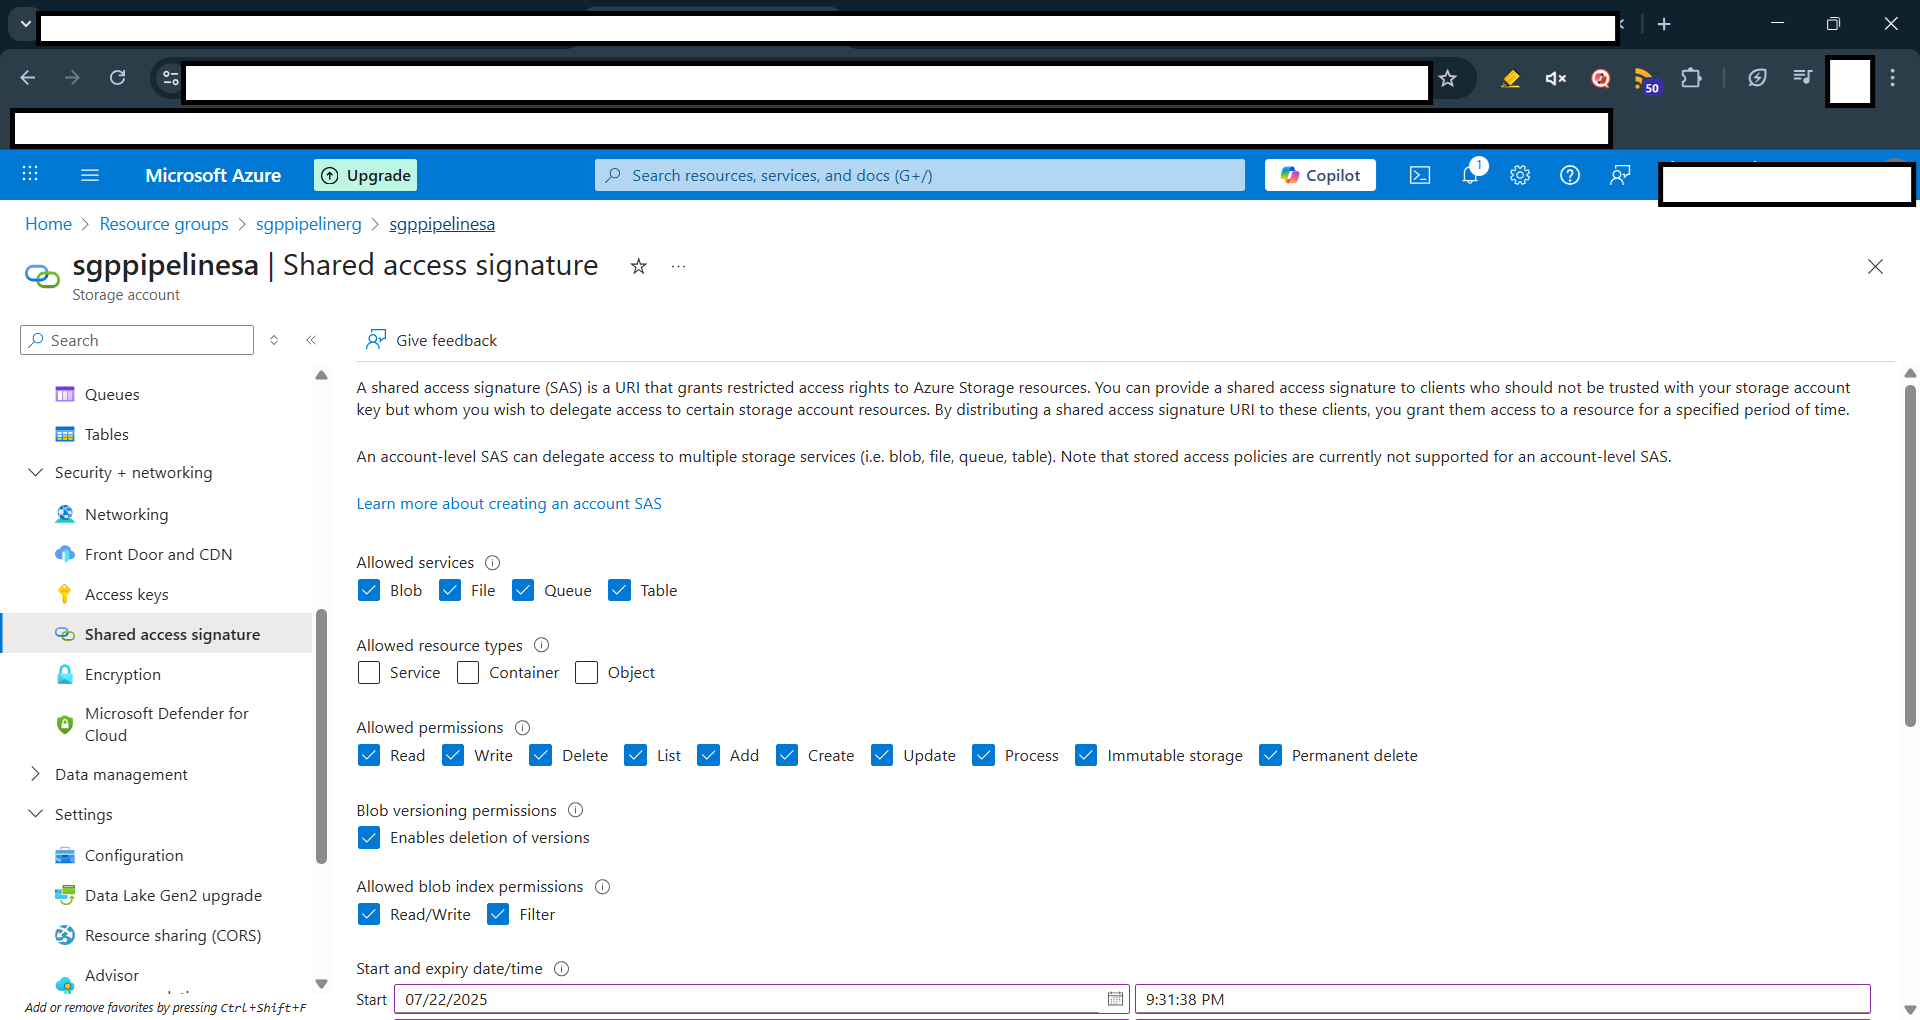 50
Microsoft Azure
Upgrade
Search resources, services, and docs (G+/)
Copilot
1
Home > Resource groups > sgppipelinerg > sgppipelinesa
sgppipelinesa | Shared access signature
Storage account
Search
Give feedback
Queues
Tables
Security + networking
Networking
Front Door and CDN
Access keys
Shared access signature
Encryption
Microsoft Defender for
Cloud
Data management
Settings
Configuration
Data Lake Gen2 upgrade
Resource sharing (CORS)
Advisor
Add or remove favorites by pressing Ctrl+Shift+F
A shared access signature (SAS) is a URI that grants restricted access rights to Azure Storage resources. You can provide a shared access signature to clients who should not be trusted with your storage account
key but whom you wish to delegate access to certain storage account resources. By distributing a shared access signature URI to these clients, you grant them access to a resource for a specified period of time.
An account-level SAS can delegate access to multiple storage services (i.e. blob, file, queue, table). Note that stored access policies are currently not supported for an account-level SAS.
Learn more about creating an account SAS
Allowed services
Blob File Queue Table
Allowed resource types
Service Container Object
Allowed permissions
Read Write Delete List Add Create Update Process Immutable storage Permanent delete
Blob versioning permissions
Enables deletion of versions
Allowed blob index permissions
Read/Write Filter
Start and expiry date/time
Start 07/22/2025 9:31:38 PM